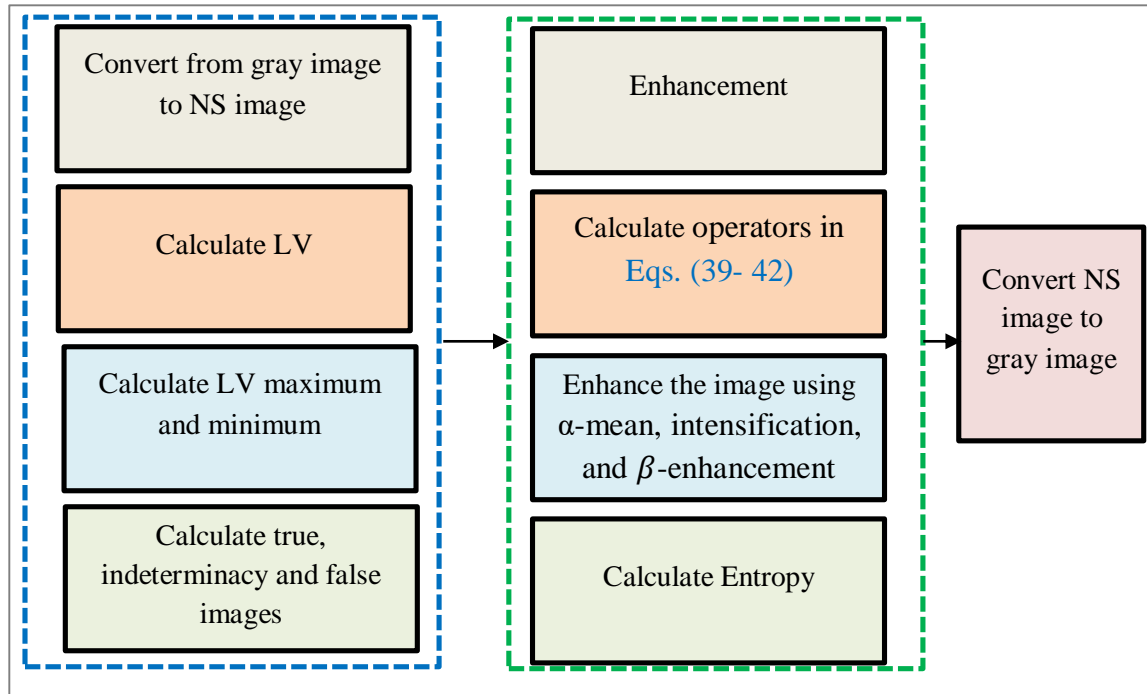 Convert from gray image
to NS image
Calculate LV
Calculate LV maximum
and minimum
Calculate true,
indeterminacy and false
images
Enhancement
Calculate operators in
Eqs. (39- 42)
Enhance the image using
α-mean, intensification,
and β-enhancement
Calculate Entropy
Convert NS
image to
gray image